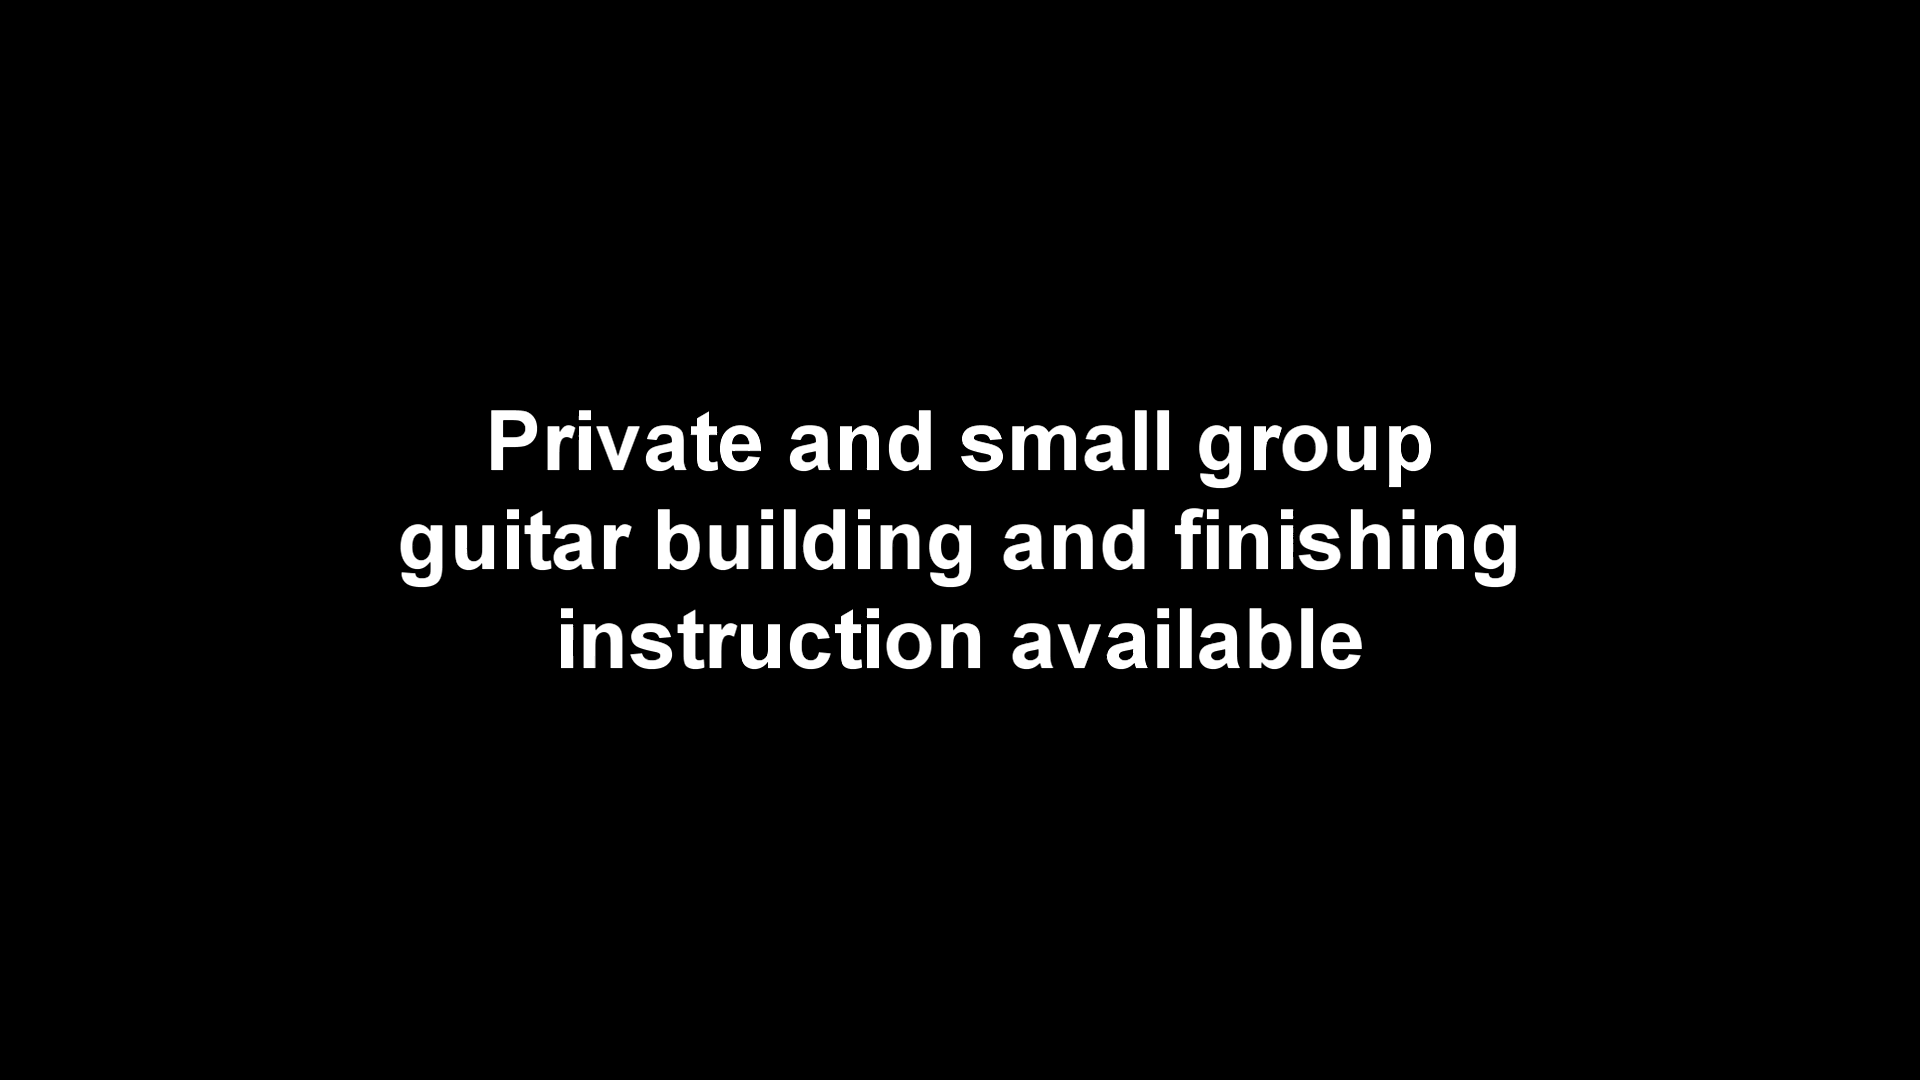 Private and small group
guitar building and finishing
instruction available